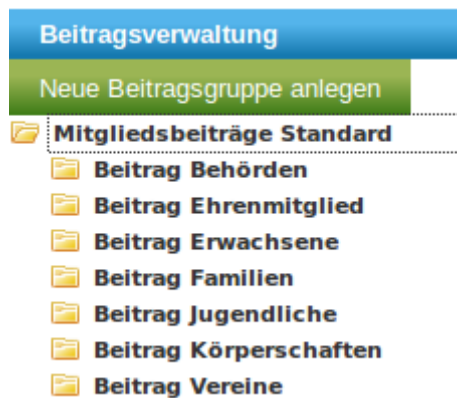 Beitragsverwaltung
Neue Beitragsgruppe anlegen
Mitgliedsbeiträge Standard
Beitrag Behörden
Beitrag Ehrenmitglied
Beitrag Erwachsene
Beitrag Familien
Beitrag Jugendliche
Beitrag Körperschaften
Beitrag Vereine